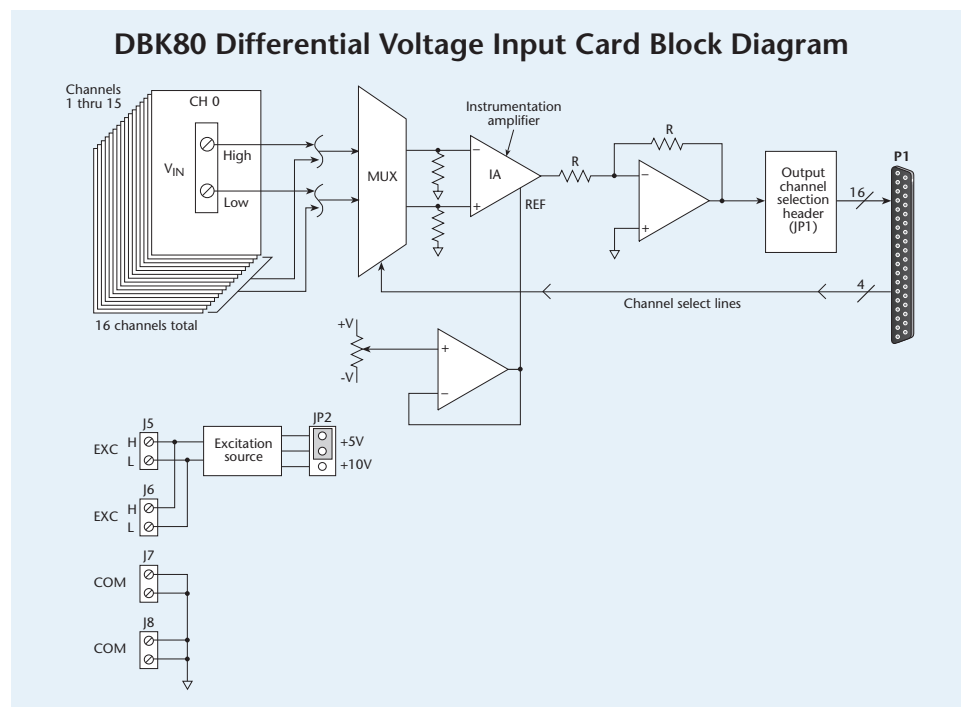 DBK80 Differential Voltage Input Card Block Diagram
Channels
1 thru 15
CH 0
High
VIN
Low
16 channels total
MUX
Instrumentation
amplifier
−
IA
+
REF
R
R
−
+
Output
channel
selection
header
(JP1)
16
P1
4
Channel select lines
+V
-V
+
−
J5
EXC
H
L
Excitation
source
JP2
+5V
+10V
J6
EXC
H
L
J7
COM
J8
COM